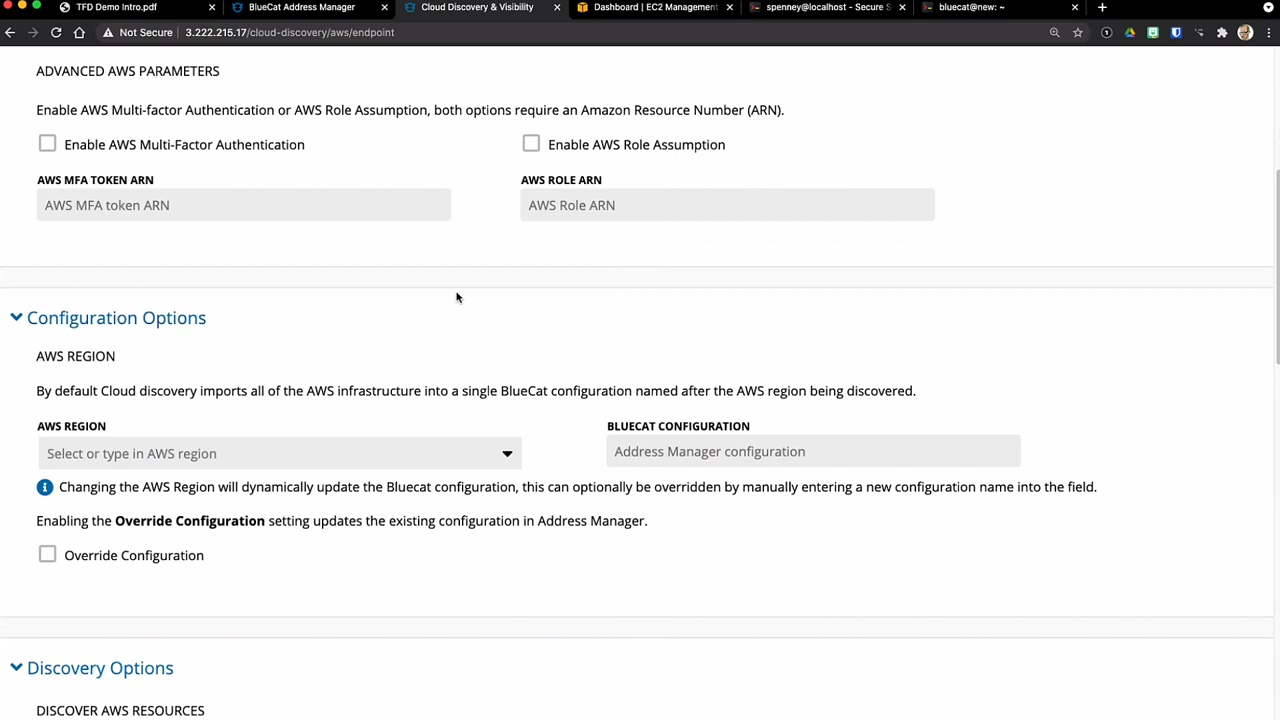 TFD Demo Intro.pdf
BlueCat Address Manager
Cloud Discovery & Visibility
Dashboard | EC2 Management
spenney@localhost - Secure S
bluecat@new: ~
Not Secure | 3.222.215.17/cloud-discovery/aws/endpoint
ADVANCED AWS PARAMETERS
Enable AWS Multi-factor Authentication or AWS Role Assumption, both options require an Amazon Resource Number (ARN).
Enable AWS Multi-Factor Authentication
Enable AWS Role Assumption
AWS MFA TOKEN ARN
AWS ROLE ARN
AWS MFA token ARN
AWS Role ARN
Configuration Options
AWS REGION
By default Cloud discovery imports all of the AWS infrastructure into a single BlueCat configuration named after the AWS region being discovered.
AWS REGION
BLUECAT CONFIGURATION
Select or type in AWS region
Address Manager configuration
Changing the AWS Region will dynamically update the Bluecat configuration, this can optionally be overridden by manually entering a new configuration name into the field.
Enabling the Override Configuration setting updates the existing configuration in Address Manager.
Override Configuration
Discovery Options
DISCOVER AWS RESOURCES